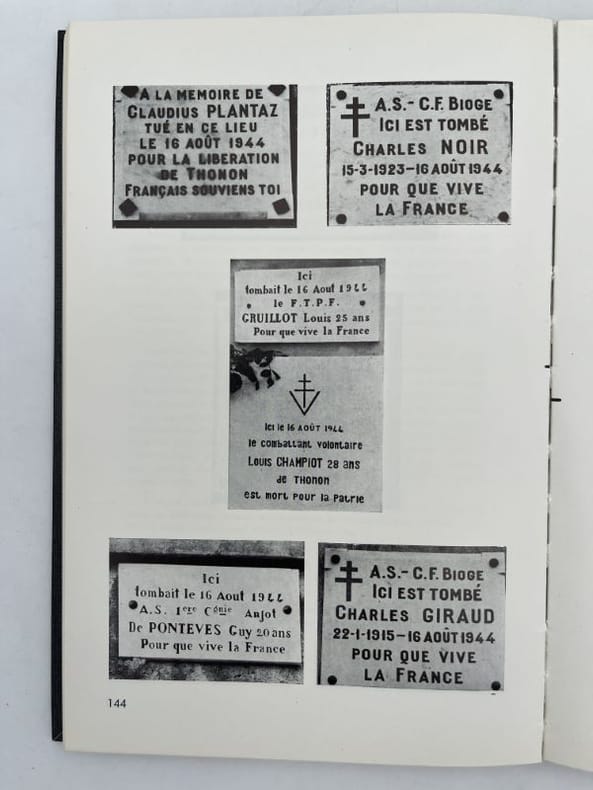 A LA MEMOIRE DE
CLAUDIUS PLANTAZ
TUÉ EN CE LIEU
LE 16 AOÛT 1944
POUR LA LIBERATION
DE THONON
FRANÇAIS SOUVIENS TOI
A.S.- C.F. BIOGE
ICI EST TOMBÉ
CHARLES NOIR
15-3-1923-16 AOÛT 1944
POUR QUE VIVE
LA FRANCE
Ici
tombait le 16 Aout 1944
le F.T.P.F.
GRUILLOT Louis 25 ans
Pour que vive la France
Ici le 16 AOÛT 1944
le combattant volontaire
Louis CHAMPIOT 28 ans
de THONON
est mort pour la Patrie
Ici
tombait le 16 Aout 1944
A.S. 1ere Cgnie Anjot
De PONTEVES Guy 20 ans
Pour que vive la France
A.S.- C.F. BIOGE
ICI EST TOMBÉ
CHARLES GIRAUD
22-1-1915-16 AOÛT 1944
POUR QUE VIVE
LA FRANCE
144